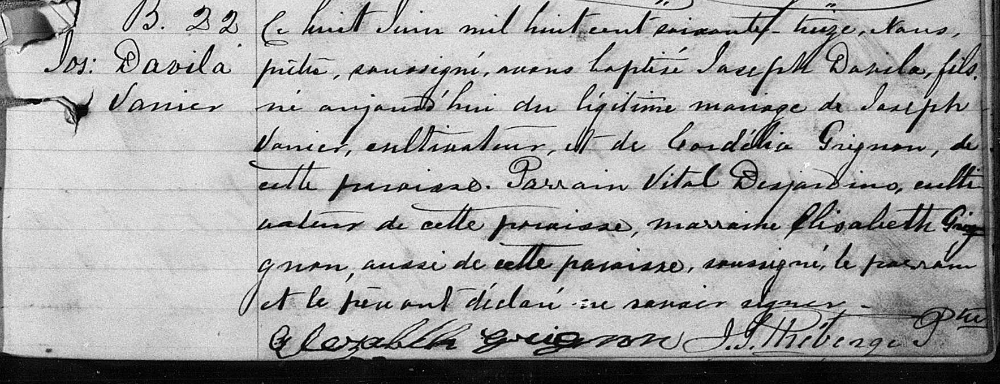 B. 22
Jos: Davila
Vanier
Ce huit Juin mil huit cent soixante-treize, Nous,
prêtre, soussigné, avons baptisé Joseph Davila, fils
né aujourd'hui du légitime mariage de Joseph
Vanier, cultivateur, et de Cordélia Grignon, de
cette paroisse. Parrain Vital Desjardins, culti
vateur de cette paroisse, marraine Elisabeth Grig
gnon, aussi de cette paroisse, soussigné, le parrain
et le père ont déclaré ne savoir signer -
Elezabeth Grignon J. J. Théberge Ptre